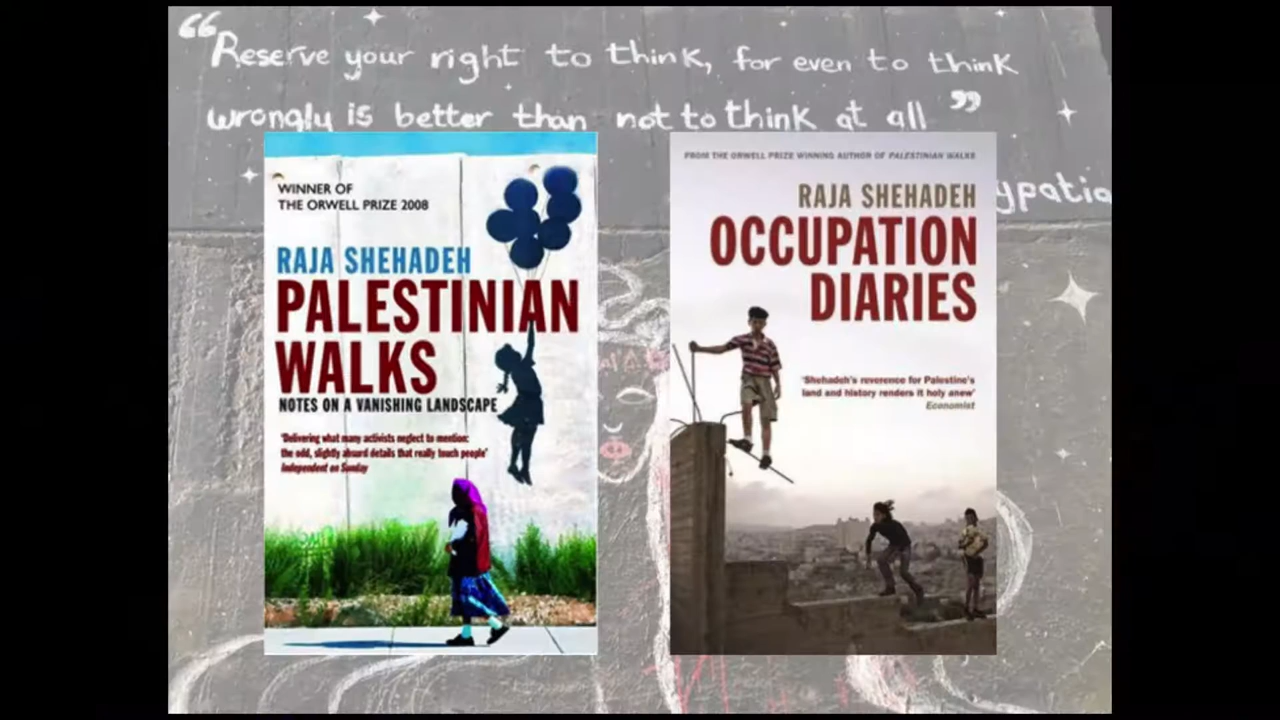 “Reserve your right to think, for even to think
wrongly is better than not to think at all”
ypatia
WINNER OF
THE ORWELL PRIZE 2008
RAJA SHEHADEH
PALESTINIAN
WALKS
NOTES ON A VANISHING LANDSCAPE
'Delivering what many activists neglect to mention:
the odd, slightly absurd details that really touch people'
Independent on Sunday
FROM THE ORWELL PRIZE WINNING AUTHOR OF PALESTINIAN WALKS
RAJA SHEHADEH
OCCUPATION
DIARIES
'Shehadeh's reverence for Palestine's
land and history renders it holy anew'
Economist